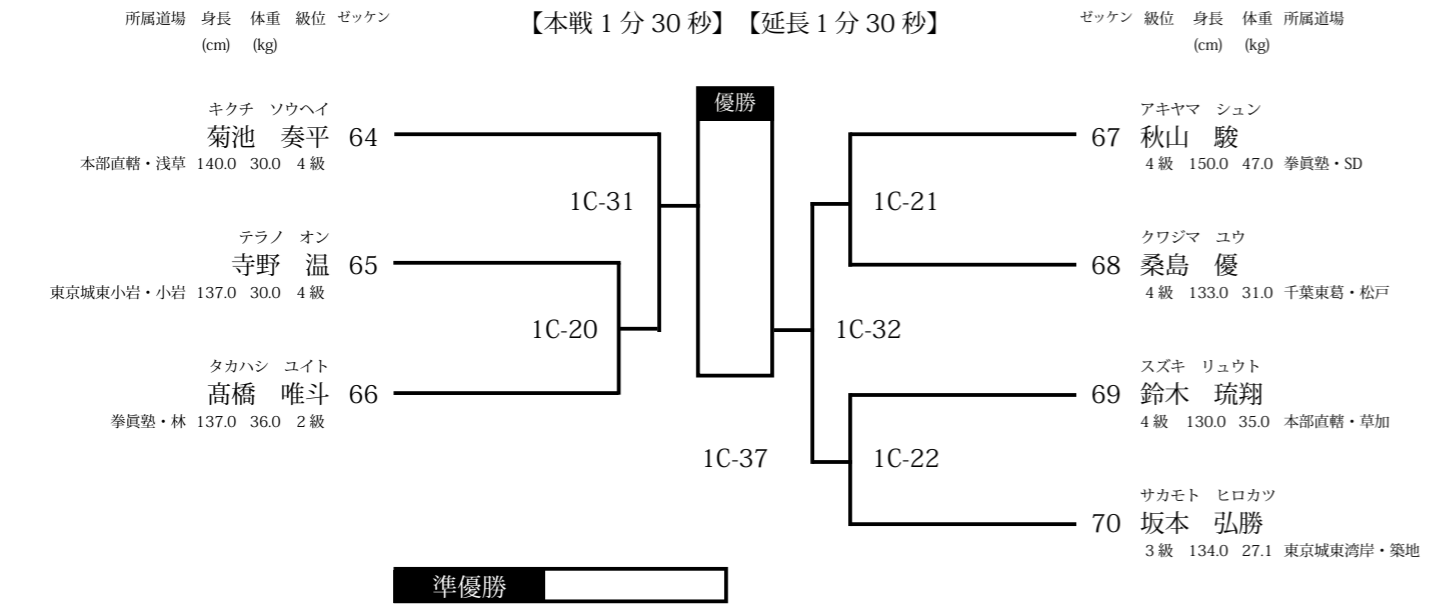 所属道場 身長 体重 級位 ゼッケン 【本戦 1 分 30 秒】【延長 1 分 30 秒】 ゼッケン 級位 身長 体重 所属道場
(cm) (kg) (cm) (kg)
優勝
キクチ ソウヘイ
菊池 奏平 64
本部直轄・浅草 140.0 30.0 4 級
1C-31
テラノ オン
寺野 温 65
東京城東小岩・小岩 137.0 30.0 4 級
1C-20
タカハシ ユイト
髙橋 唯斗 66
拳眞塾・林 137.0 36.0 2 級
アキヤマ シュン
67 秋山 駿
4 級 150.0 47.0 拳眞塾・SD
1C-21
クワジマ ユウ
68 桑島 優
4 級 133.0 31.0 千葉東葛・松戸
1C-32
スズキ リュウト
69 鈴木 琉翔
4 級 130.0 35.0 本部直轄・草加
1C-37
1C-22
サカモト ヒロカツ
70 坂本 弘勝
3 級 134.0 27.1 東京城東湾岸・築地
準優勝